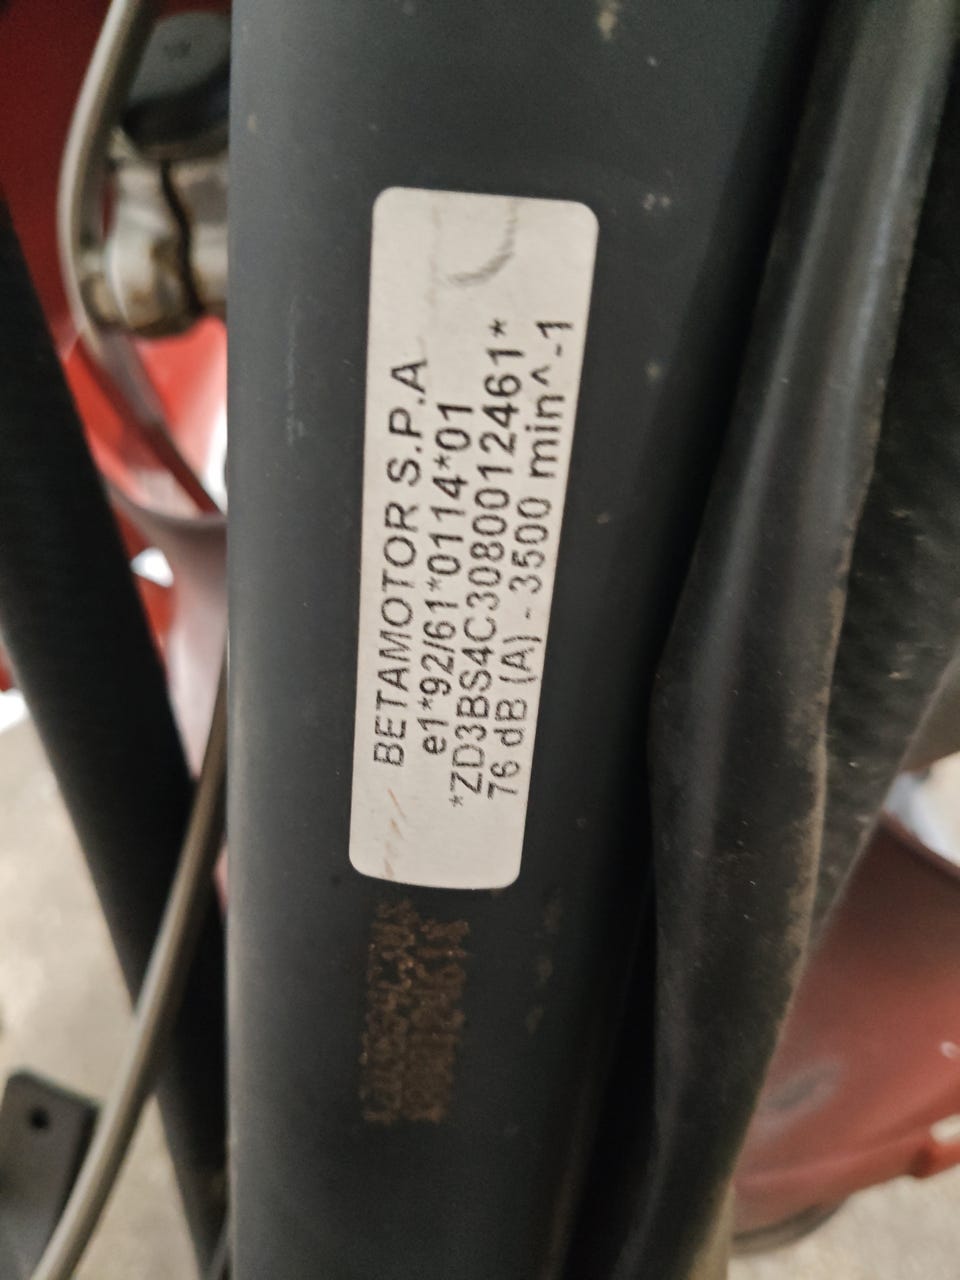 BETAMOTOR S.P.A
e1*92/61*0114*01
*ZD3BS4C3080012461*
76 dB (A) - 3500 min^-1